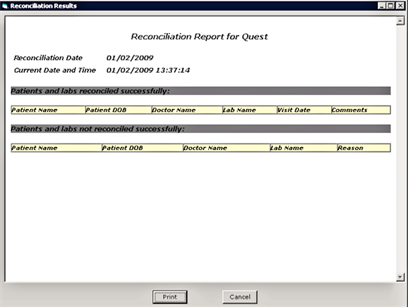 Reconciliation Results
Reconciliation Report for Quest
Reconciliation Date 01/02/2009
Current Date and Time 01/02/2009 13:37:14
Patients and labs reconciled successfully:
Patient Name Patient DOB Doctor Name Lab Name Visit Date Comments
Patients and labs not reconciled successfully:
Patient Name Patient DOB Doctor Name Lab Name Reason
Print Cancel